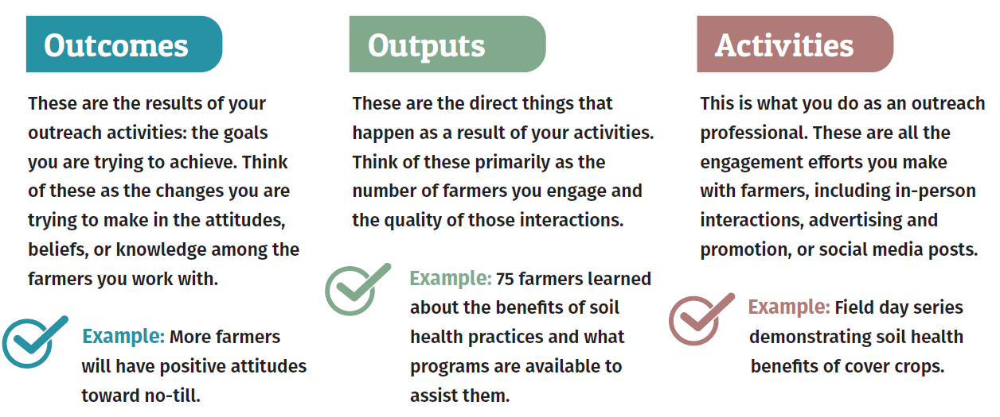 Outcomes
These are the results of your
outreach activities: the goals
you are trying to achieve. Think
of these as the changes you are
trying to make in the attitudes,
beliefs, or knowledge among the
farmers you work with.
Example: More farmers
will have positive attitudes
toward no-till.
Outputs
These are the direct things that
happen as a result of your activities.
Think of these primarily as the
number of farmers you engage and
the quality of those interactions.
Example: 75 farmers learned
about the benefits of soil
health practices and what
programs are available to
assist them.
Activities
This is what you do as an outreach
professional. These are all the
engagement efforts you make
with farmers, including in-person
interactions, advertising and
promotion, or social media posts.
Example: Field day series
demonstrating soil health
benefits of cover crops.